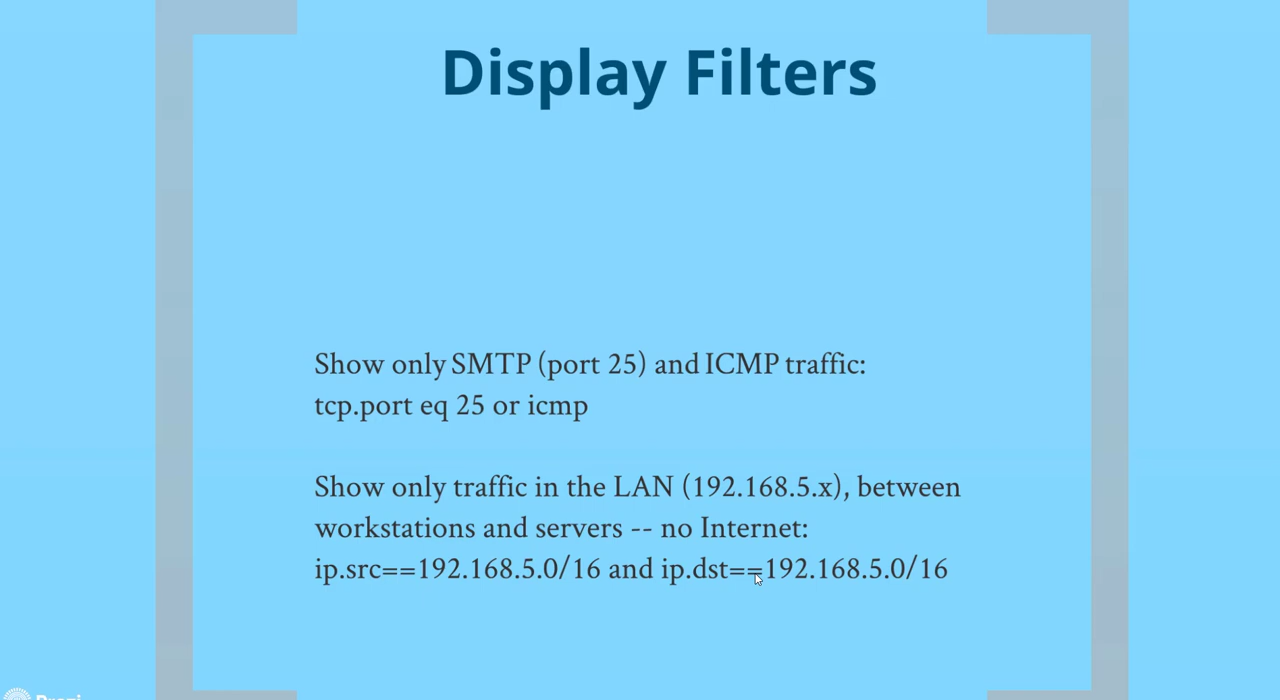 Display Filters
Show only SMTP (port 25) and ICMP traffic:
tcp.port eq 25 or icmp
Show only traffic in the LAN (192.168.5.x), between
workstations and servers -- no Internet:
ip.src==192.168.5.0/16 and ip.dst==192.168.5.0/16
Prezi